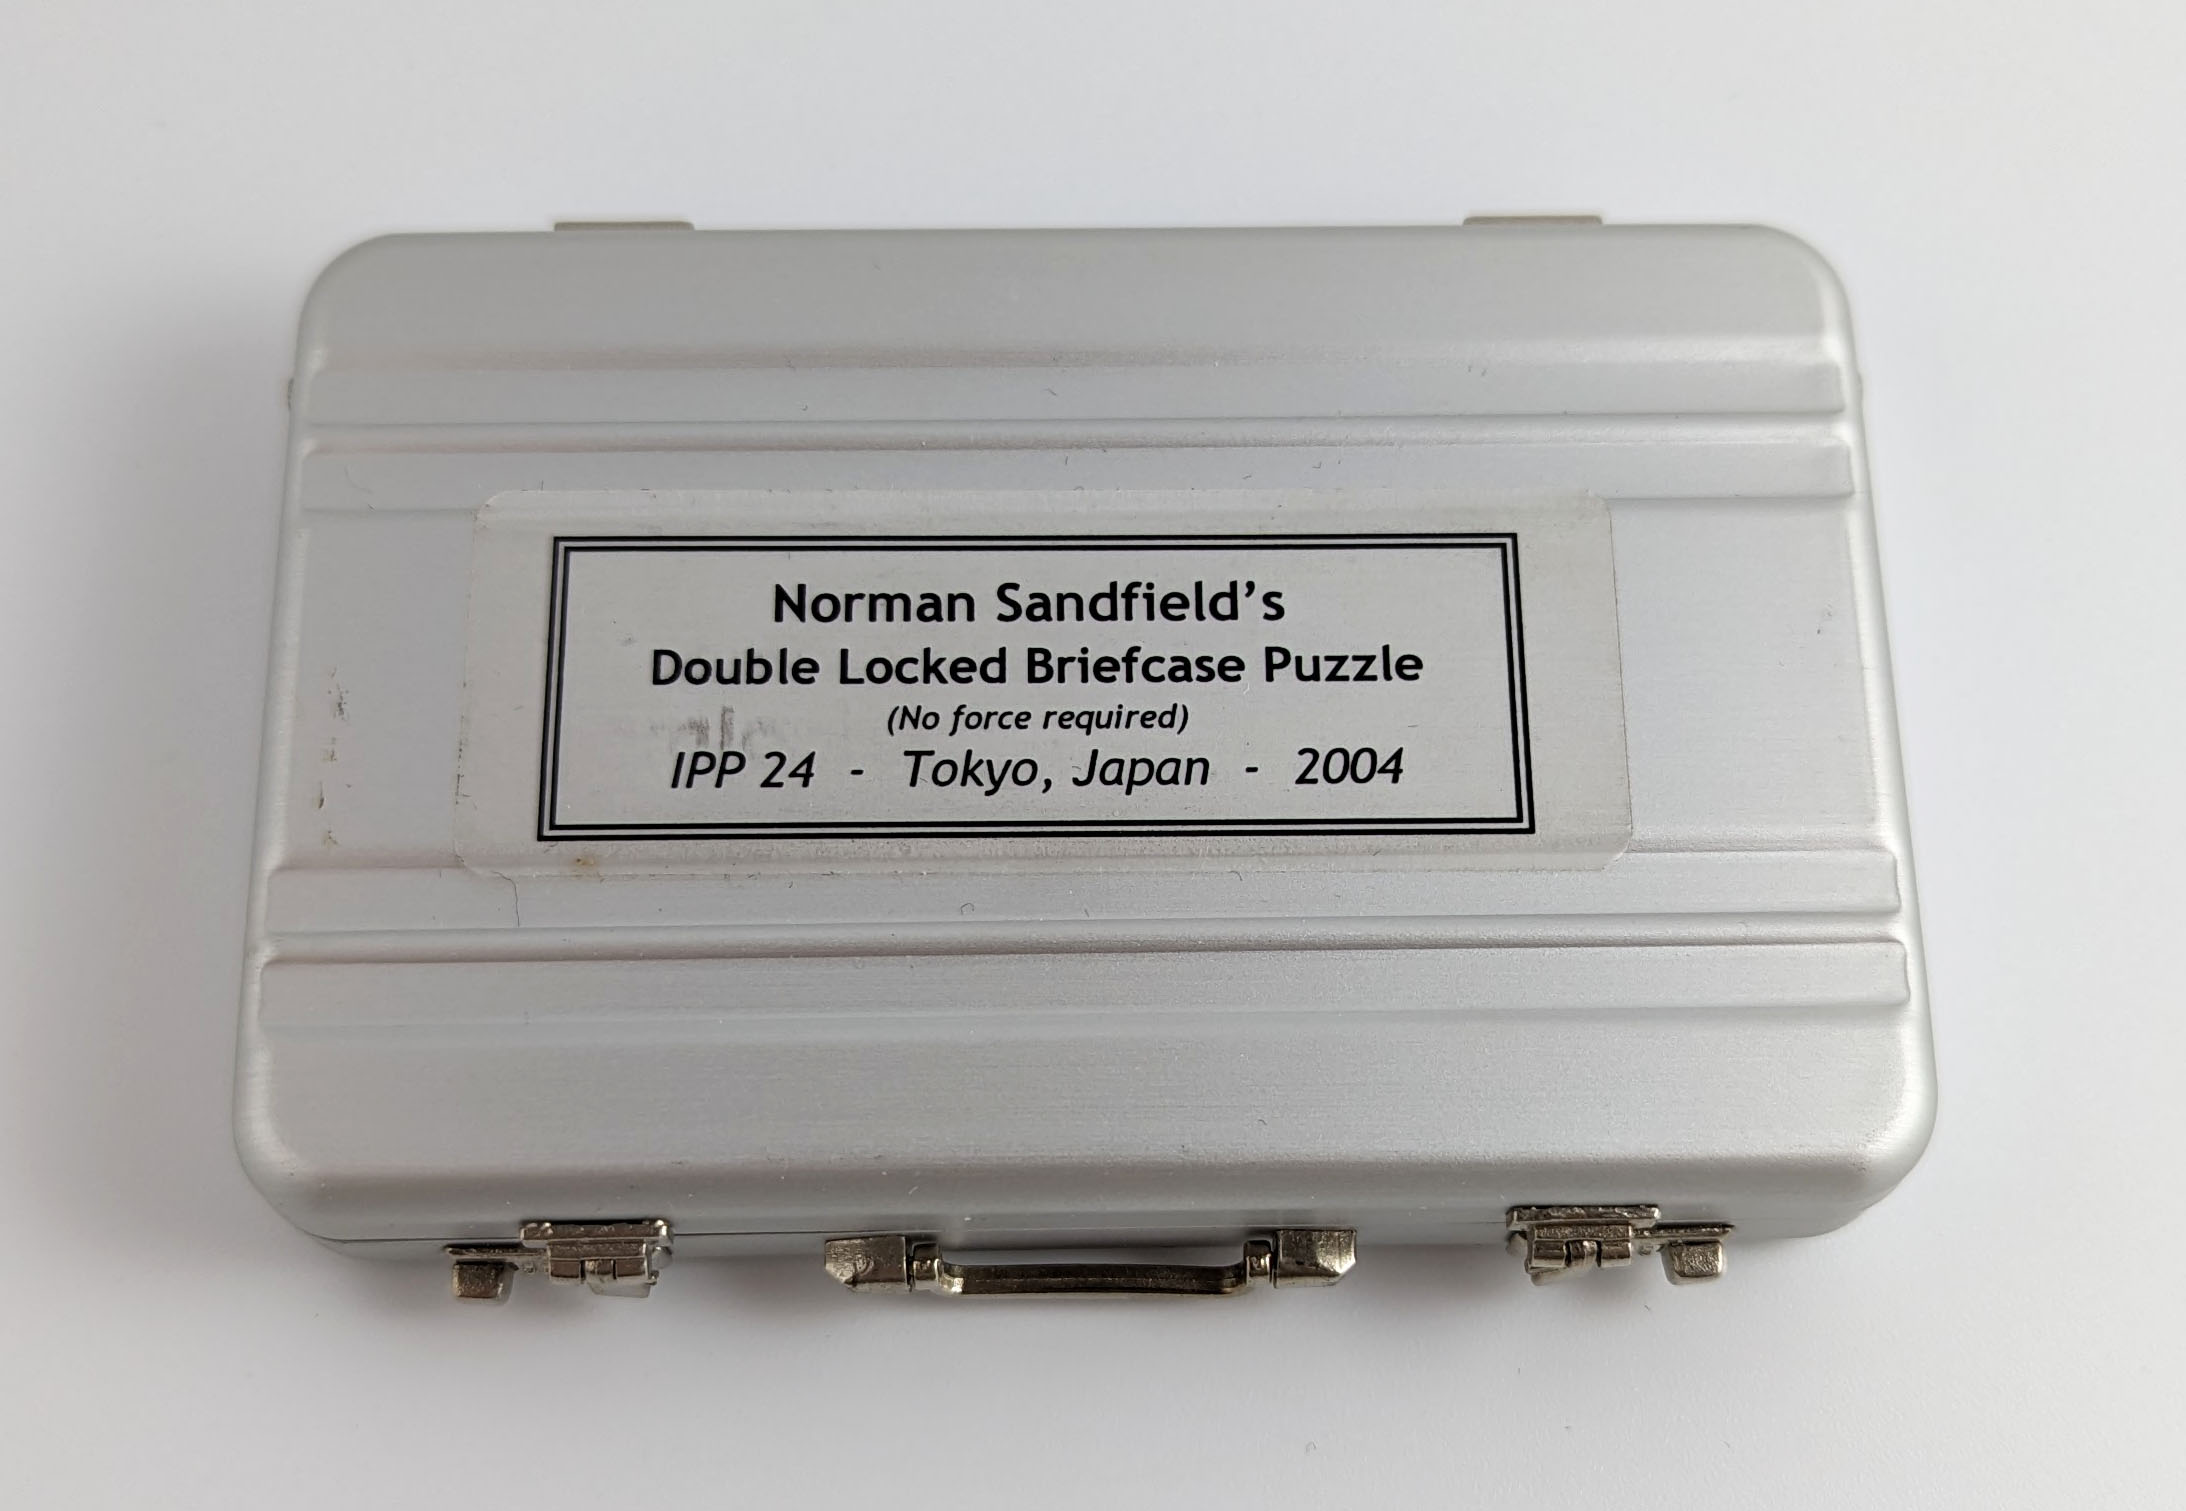 Norman Sandfield’s
Double Locked Briefcase Puzzle
(No force required)
IPP 24 - Tokyo, Japan - 2004